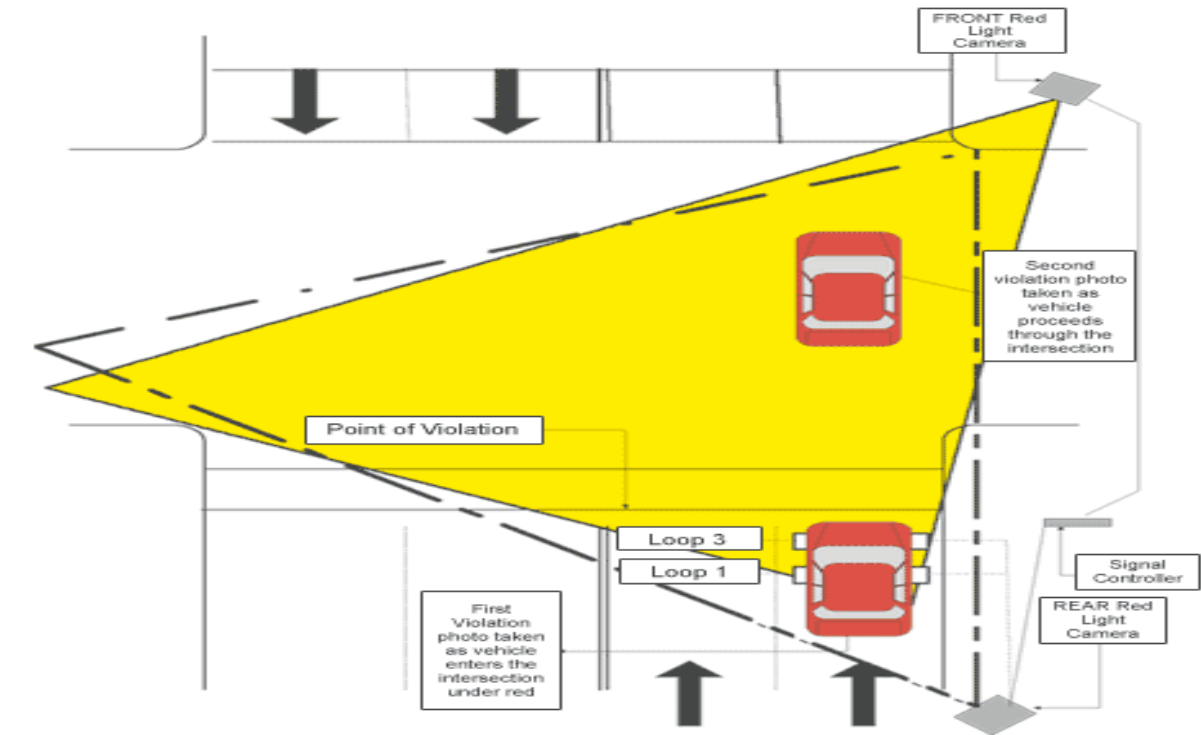 FRONT Red
Light
Camera
Second
violation photo
taken as
vehicle
proceeds
through the
intersection
Point of Violation
Loop 3
Loop 1
Signal
Controller
First
Violation
photo taken
as vehicle
enters the
intersection
under red
REAR Red
Light
Camera